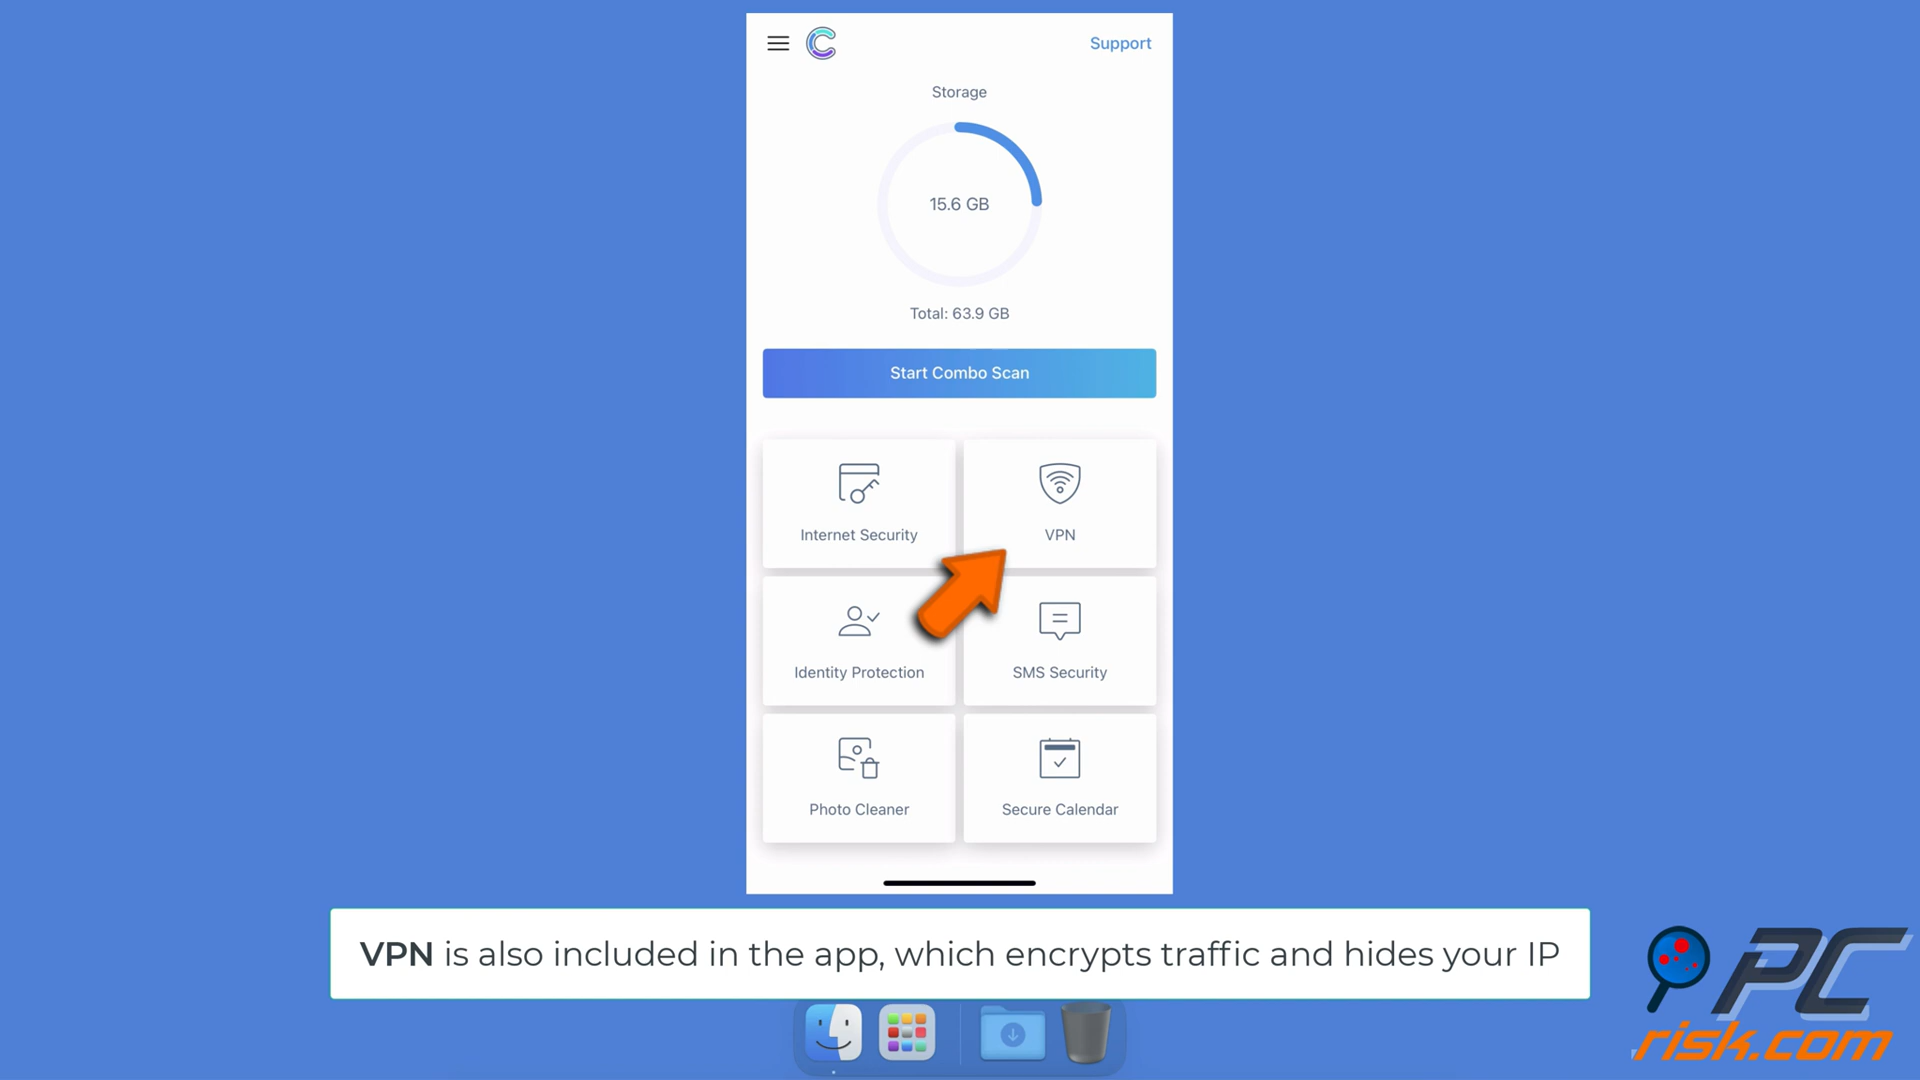 Support
Storage
15.6 GB
Total: 63.9 GB
Start Combo Scan
Internet Security
VPN
Identity Protection
SMS Security
Photo Cleaner
Secure Calendar
VPN is also included in the app, which encrypts traffic and hides your IP
PC
risk.com